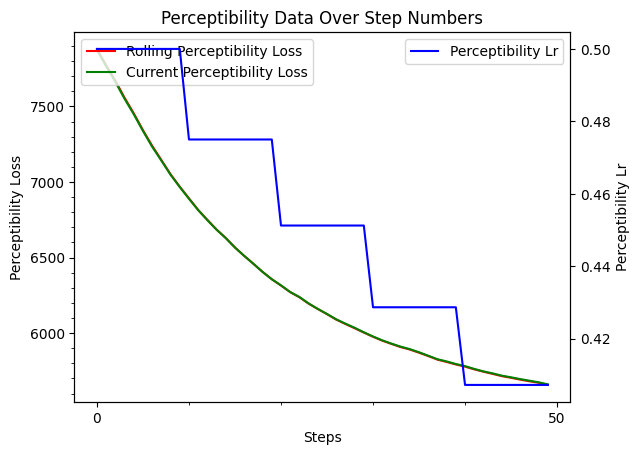 Perceptibility Data Over Step Numbers
Rolling Perceptibility Loss
Current Perceptibility Loss
Perceptibility Lr
7500
7000
6500
6000
Perceptibility Loss
0.50
0.48
0.46
0.44
0.42
Perceptibility Lr
0
50
Steps